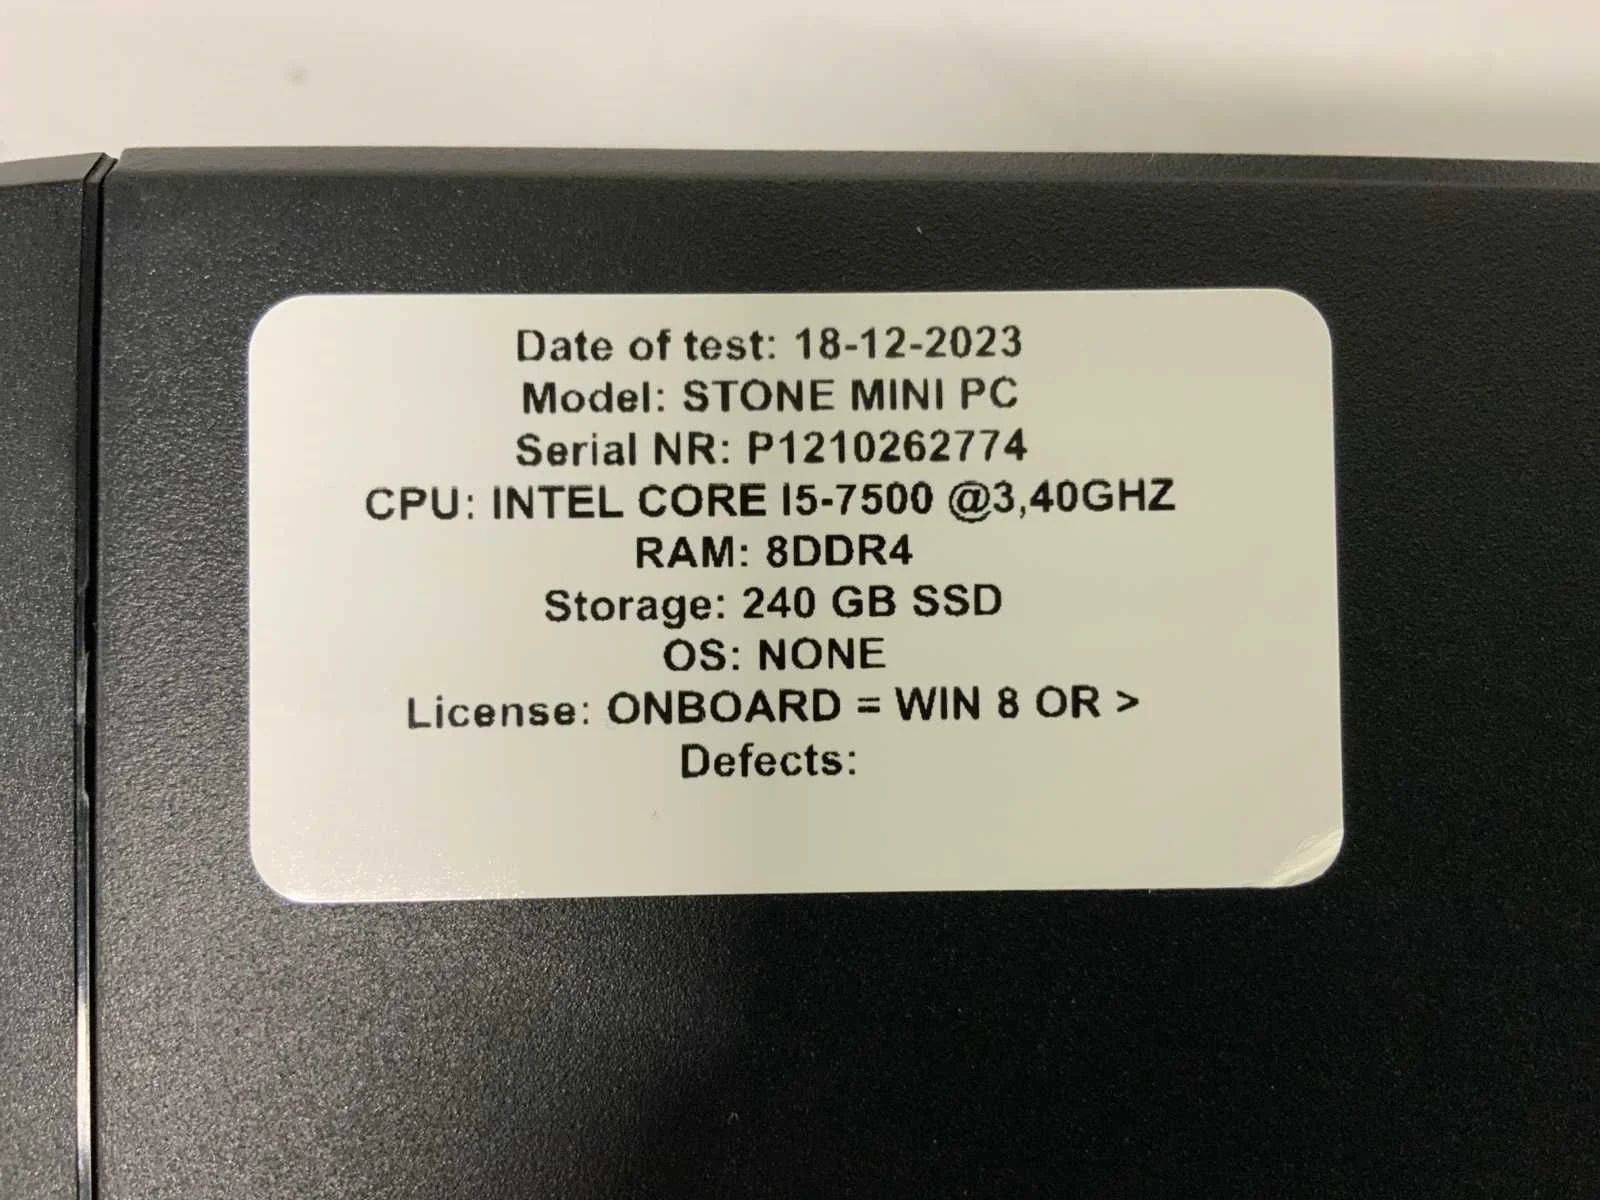 Date of test: 18-12-2023
Model: STONE MINI PC
Serial NR: P1210262774
CPU: INTEL CORE I5-7500 @3,40GHZ
RAM: 8DDR4
Storage: 240 GB SSD
OS: NONE
License: ONBOARD = WIN 8 OR >
Defects: